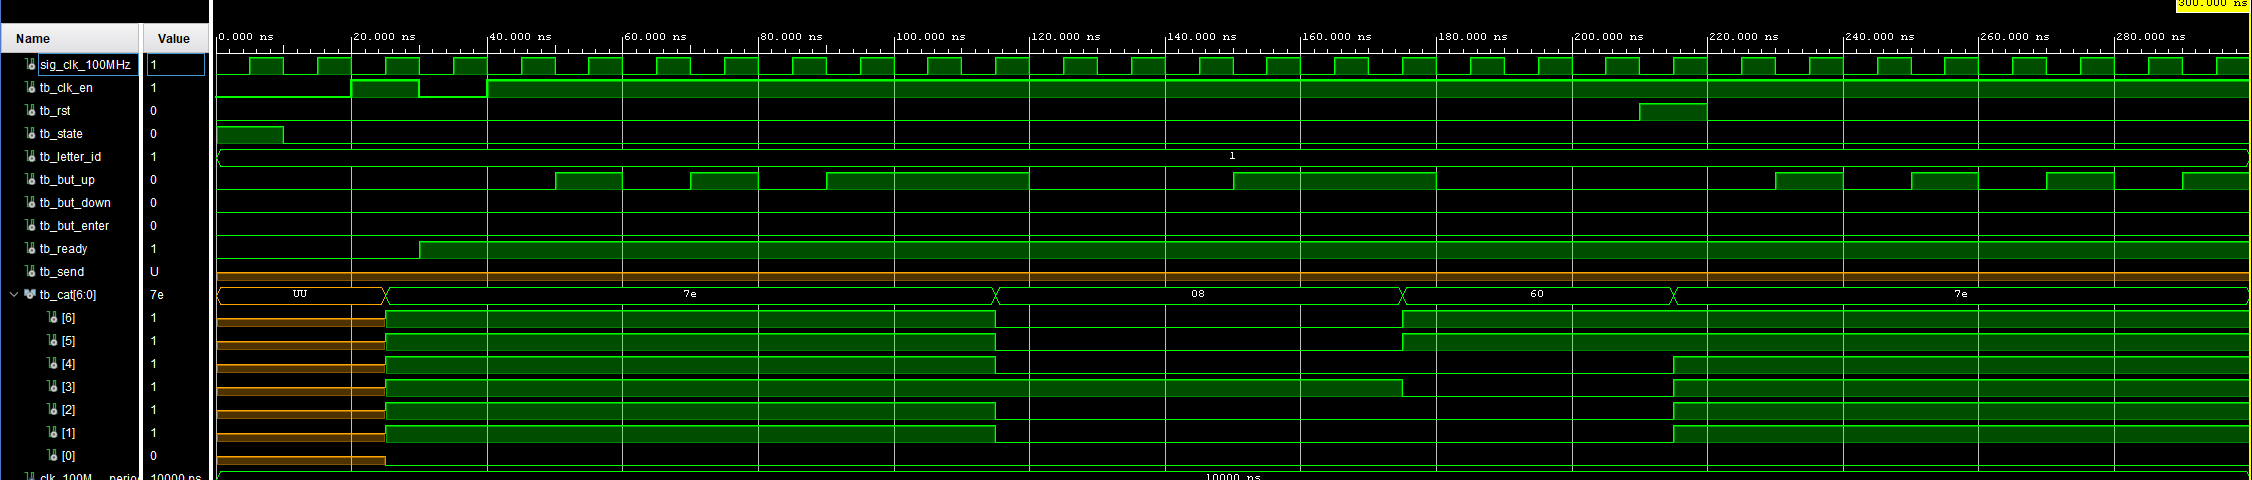 300.000 ns
Name Value 0.000 ns 20.000 ns 40.000 ns 60.000 ns 80.000 ns 100.000 ns 120.000 ns 140.000 ns 160.000 ns 180.000 ns 200.000 ns 220.000 ns 240.000 ns 260.000 ns 280.000 ns
sig_clk_100MHz 1
tb_clk_en 1
tb_rst 0
tb_state 0
tb_letter_id 1 1
tb_but_up 0
tb_but_down 0
tb_but_enter 0
tb_ready 1
tb_send U
tb_cat[6:0] 7e UU 7e 08 60 7e
[6] 1
[5] 1
[4] 1
[3] 1
[2] 1
[1] 1
[0] 0
10000 ps 10000 ps